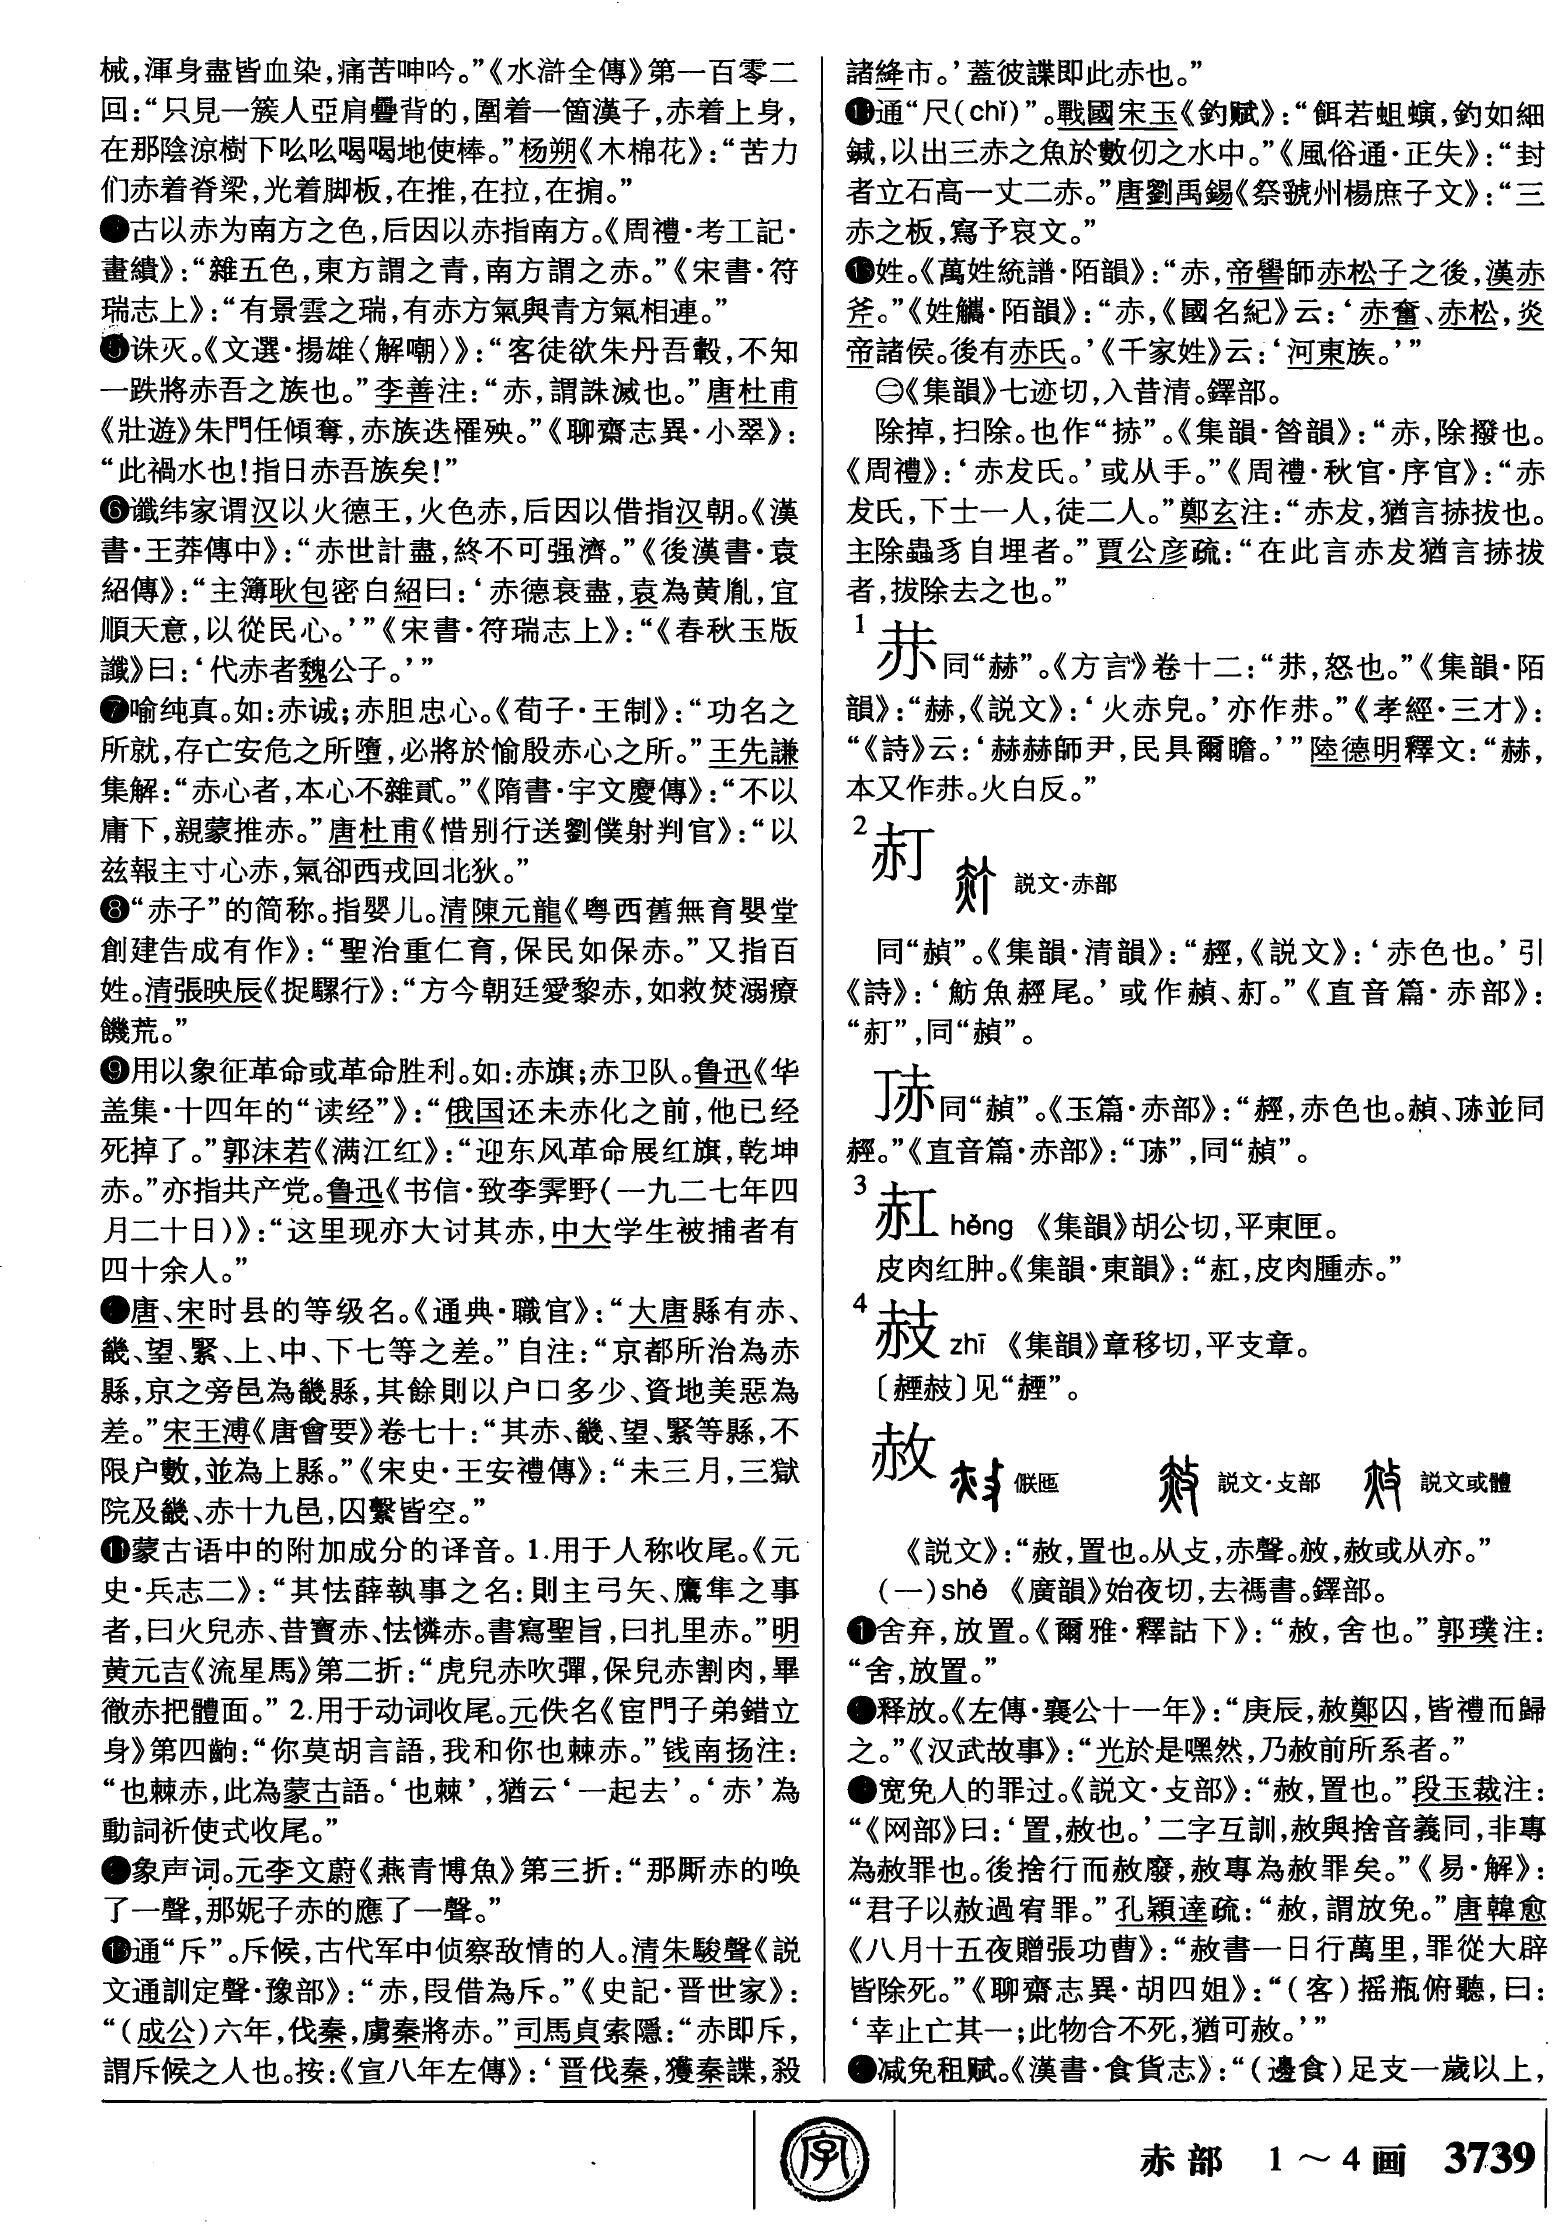 械，渾身盡皆血染，痛苦呻吟。”《水滸全傳》第一百零二
回：“只見一簇人亞肩疊背的，圍着一箇漢子，赤着上身，
在那陰涼樹下吆吆喝喝地使棒。”杨朔《木棉花》：“苦力
们赤着脊梁，光着脚板，在推，在拉，在掮。”
古以赤为南方之色，后因以赤指南方。《周禮·考工記·
畫繢》：“雜五色，東方謂之青，南方謂之赤。”《宋書·符
瑞志上》：“有景雲之瑞，有赤方氣與青方氣相連。”
❺诛灭。《文選·揚雄〈解嘲〉》：“客徒欲朱丹吾轂，不知
一跌將赤吾之族也。”李善注：“赤，謂誅滅也。”唐杜甫
《壯遊》朱門任傾奪，赤族迭罹殃。”《聊齋志異·小翠》：
“此禍水也！指日赤吾族矣！”
❻谶纬家谓汉以火德王，火色赤，后因以借指汉朝。《漢
書·王莽傳中》：“赤世計盡，終不可强濟。”《後漢書·袁
紹傳》：“主簿耿包密白紹曰：‘赤德衰盡，袁為黄胤，宜
順天意，以從民心。’”《宋書·符瑞志上》：“《春秋玉版
讖》曰：‘代赤者魏公子。’”
❼喻纯真。如：赤诚；赤胆忠心。《荀子·王制》：“功名之
所就，存亡安危之所墮，必將於愉殷赤心之所。”王先謙
集解：“赤心者，本心不雜貳。”《隋書·宇文慶傳》：“不以
庸下，親蒙推赤。”唐杜甫《惜别行送劉僕射判官》：“以
兹報主寸心赤，氣卻西戎回北狄。”
❽“赤子”的简称。指婴儿。清陳元龍《粤西舊無育嬰堂
創建告成有作》：“聖治重仁育，保民如保赤。”又指百
姓。清張映辰《捉騾行》：“方今朝廷愛黎赤，如救焚溺療
饑荒。”
❾用以象征革命或革命胜利。如：赤旗；赤卫队。鲁迅《华
盖集·十四年的“读经”》：“俄国还未赤化之前，他已经
死掉了。”郭沫若《满江红》：“迎东风革命展红旗，乾坤
赤。”亦指共产党。鲁迅《书信·致李霁野（一九二七年四
月二十日）》：“这里现亦大讨其赤，中大学生被捕者有
四十余人。”
唐、宋时县的等级名。《通典·職官》：“大唐縣有赤、
畿、望、緊、上、中、下七等之差。”自注：“京都所治為赤
縣，京之旁邑為畿縣，其餘則以户口多少、資地美惡為
差。”宋王溥《唐會要》卷七十：“其赤、畿、望、緊等縣，不
限户數，並為上縣。”《宋史·王安禮傳》：“未三月，三獄
院及畿、赤十九邑，囚繫皆空。”
⓫蒙古语中的附加成分的译音。1.用于人称收尾。《元
史·兵志二》：“其怯薛執事之名：則主弓矢、鷹隼之事
者，曰火兒赤、昔寶赤、怯憐赤。書寫聖旨，曰扎里赤。”明
黄元吉《流星馬》第二折：“虎兒赤吹彈，保兒赤割肉，畢
徹赤把體面。”2.用于动词收尾。元佚名《宦門子弟錯立
身》第四齣：“你莫胡言語，我和你也棘赤。”钱南扬注：
“也棘赤，此為蒙古語。‘也棘’，猶云‘一起去’。‘赤’為
動詞祈使式收尾。”
象声词。元李文蔚《燕青博魚》第三折：“那厮赤的唤
了一聲，那妮子赤的應了一聲。”
通“斥”。斥候，古代军中侦察敌情的人。清朱駿聲《説
文通訓定聲·豫部》：“赤，叚借為斥。”《史記·晋世家》：
“（成公）六年，伐秦，虜秦將赤。”司馬貞索隱：“赤即斥，
謂斥候之人也。按：《宣八年左傳》：‘晋伐秦，獲秦諜，殺
諸絳市。’蓋彼諜即此赤也。”
通“尺（chǐ）”。戰國宋玉《釣赋》：“餌若蛆螾，釣如細
鍼，以出三赤之魚於數仞之水中。”《風俗通·正失》：“封
者立石高一丈二赤。”唐劉禹錫《祭虢州楊庶子文》：“三
赤之板，寫予哀文。”
姓。《萬姓統譜·陌韻》：“赤，帝嚳師赤松子之後，漢赤
斧。”《姓觿·陌韻》：“赤，《國名紀》云：‘赤奮、赤松，炎
帝諸侯。後有赤氏。’《千家姓》云：‘河東族。’”
㊁《集韻》七迹切，入昔清。鐸部。
除掉，扫除。也作“捇”。《集韻·昔韻》：“赤，除撥也。
《周禮》：‘赤犮氏。’或从手。”《周禮·秋官·序官》：“赤
犮氏，下士一人，徒二人。”鄭玄注：“赤犮，猶言捇拔也。
主除蟲豸自埋者。”賈公彦疏：“在此言赤犮猶言捇拔
者，拔除去之也。”
1
㷎同“赫”。《方言》卷十二：“㷎，怒也。”《集韻·陌
韻》：“赫，《説文》：‘火赤皃。’亦作㷎。”《孝經·三才》：
“《詩》云：‘赫赫師尹，民具爾瞻。’”陸德明釋文：“赫，
本又作㷎。火白反。”
2
䞓 説文·赤部
同“赬”。《集韻·清韻》：“經，《説文》：‘赤色也。’引
《詩》：‘魴魚䞓尾。’或作赬、𧹛。”《直音篇·赤部》：
“𧹛”，同“赬”。
同“赬”。《玉篇·赤部》：“䞓，赤色也。赬、並同
䞓。”《直音篇·赤部》：“”，同“赬”。
3
䞑 hěng 《集韻》胡公切，平東匣。
皮肉红肿。《集韻·東韻》：“䞑，皮肉腫赤。”
4
zhī 《集韻》章移切，平支章。
赦 𠊱匜 説文·攴部 説文或體
《説文》：“赦，置也。从攴，赤聲。㪅，赦或从亦。”
（一）shè 《廣韻》始夜切，去禡書。鐸部。
❶舍弃，放置。《爾雅·釋詁下》：“赦，舍也。”郭璞注：
“舍，放置。”
释放。《左傳·襄公十一年》：“庚辰，赦鄭囚，皆禮而歸
之。”《汉武故事》：“光於是嘿然，乃赦前所系者。”
宽免人的罪过。《説文·攴部》：“赦，置也。”段玉裁注：
“《网部》曰：‘置，赦也。’二字互訓，赦與捨音義同，非專
為赦罪也。後捨行而赦廢，赦專為赦罪矣。”《易·解》：
“君子以赦過宥罪。”孔穎達疏：“赦，謂放免。”唐韓愈
《八月十五夜贈張功曹》：“赦書一日行萬里，罪從大辟
皆除死。”《聊齋志異·胡四姐》：“（客）摇瓶俯聽，曰：
‘幸止亡其一；此物合不死，猶可赦。’”
减免租赋。《漢書·食貨志》：“（邊食）足支一歲以上，
字
赤部 1～4画 3739